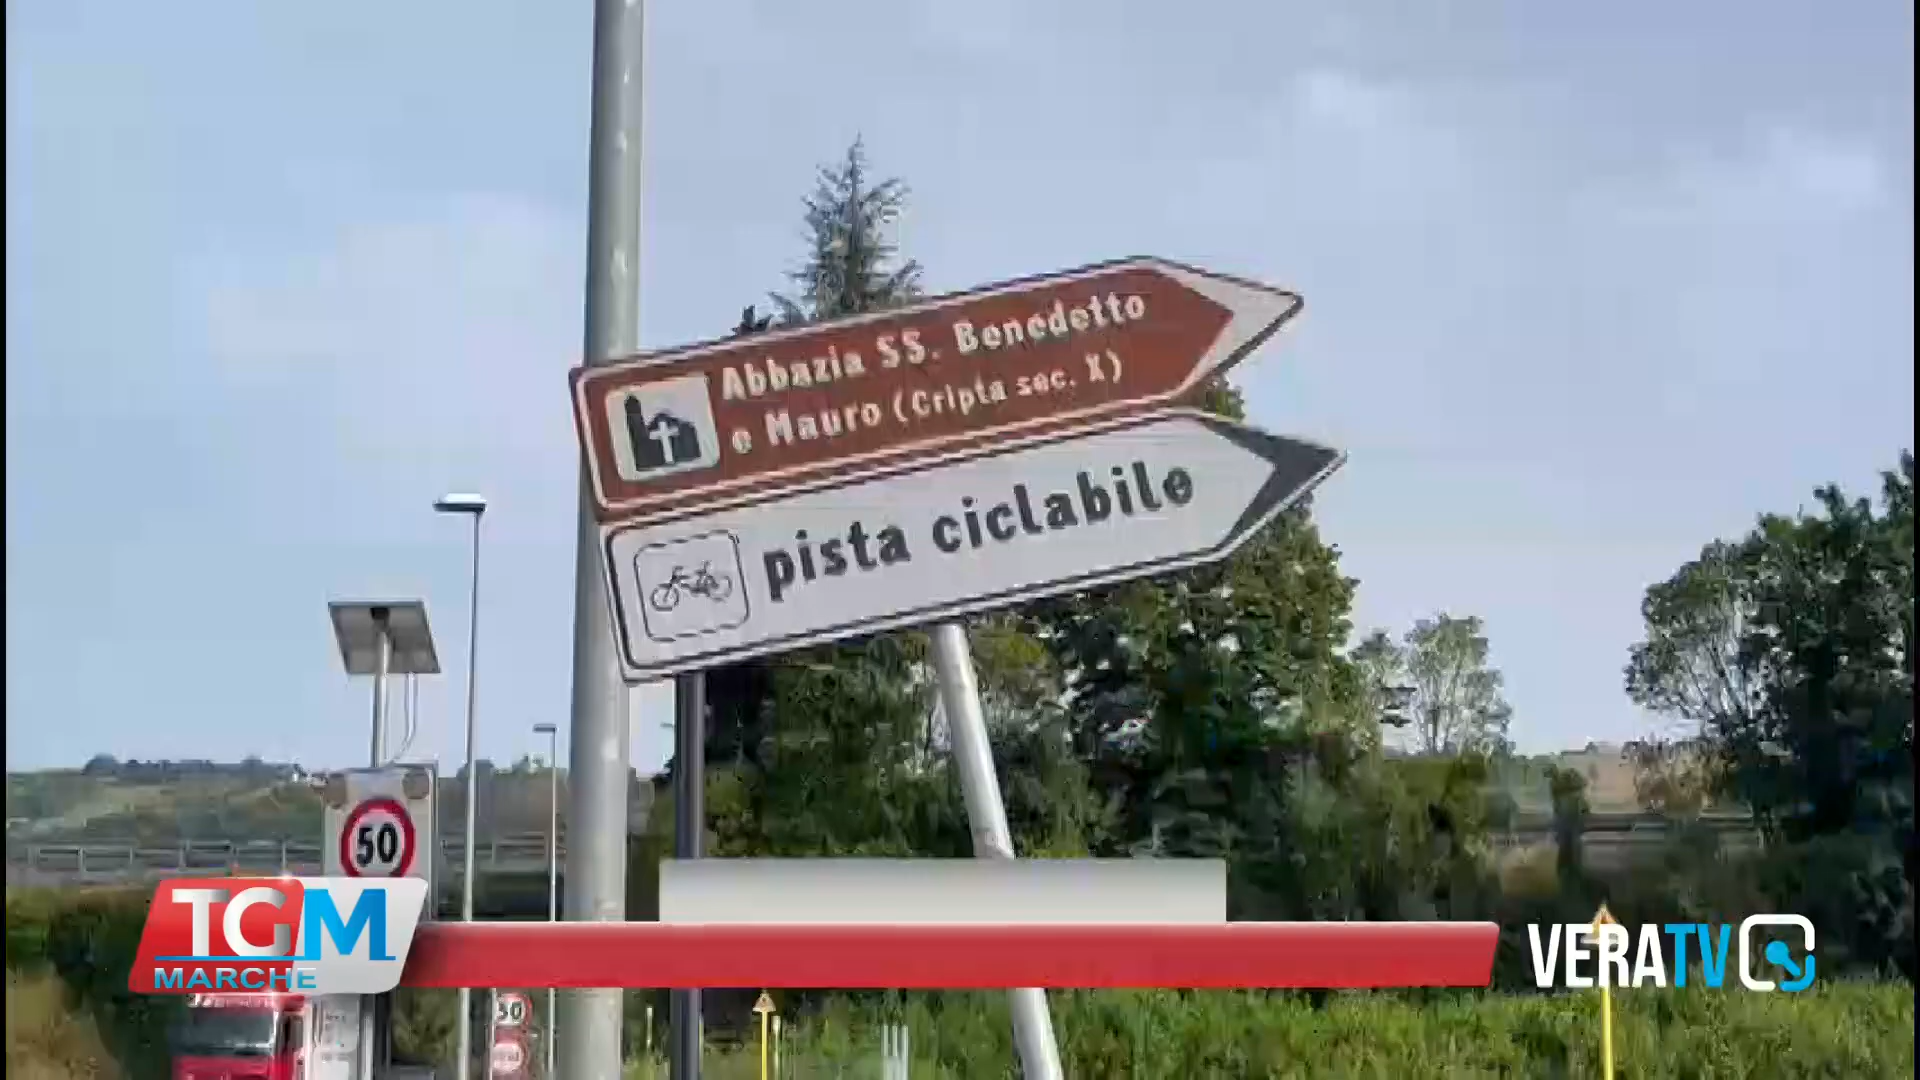 Abbazia SS. Benedetto
e Mauro (Cripta sec. X)
pista ciclabile
50
TGM
MARCHE
VERATV
50